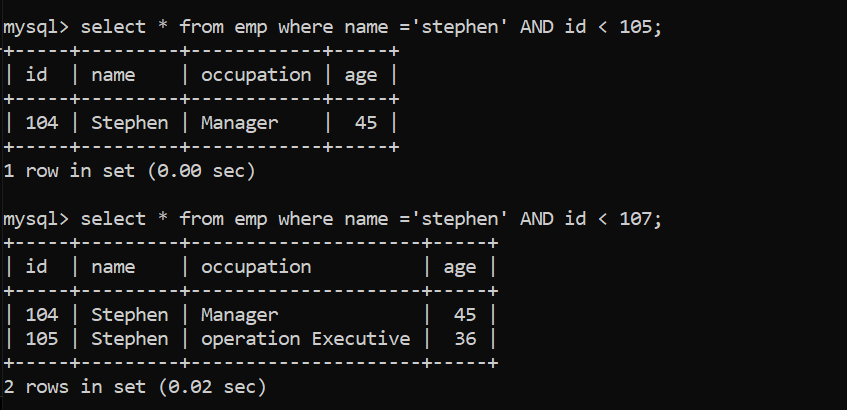 mysql> select * from emp where name ='stephen' AND id < 105;
+-----+---------+------------+-----+
| id  | name    | occupation | age |
+-----+---------+------------+-----+
| 104 | Stephen | Manager    |  45 |
+-----+---------+------------+-----+
1 row in set (0.00 sec)
mysql> select * from emp where name ='stephen' AND id < 107;
+-----+---------+---------------------+-----+
| id  | name    | occupation          | age |
+-----+---------+---------------------+-----+
| 104 | Stephen | Manager             |  45 |
| 105 | Stephen | operation Executive |  36 |
+-----+---------+---------------------+-----+
2 rows in set (0.02 sec)